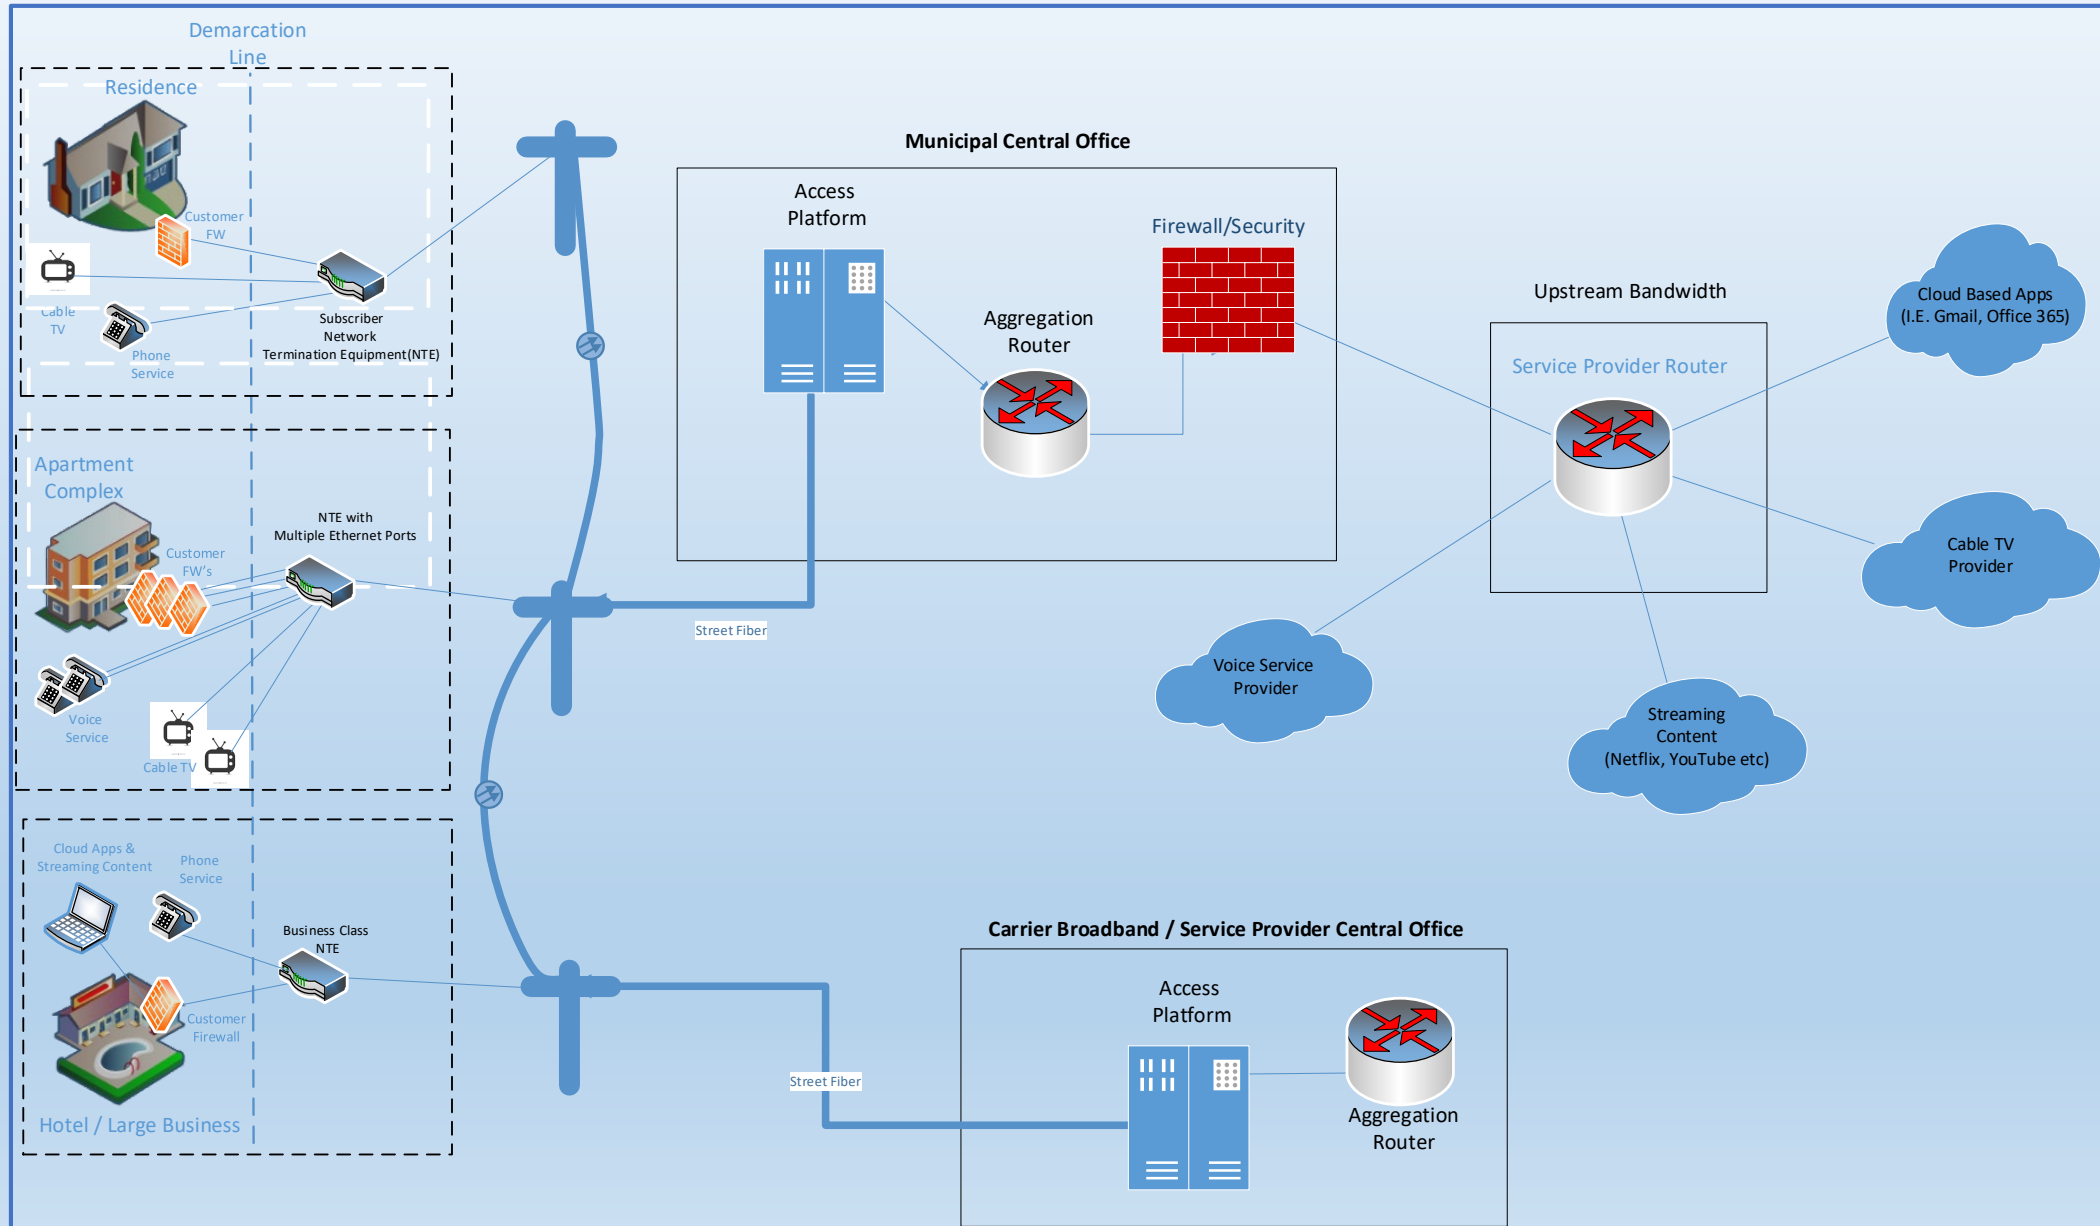 Demarcation
Line
Residence
Customer
FW
Cable
TV
Phone
Service
Subscriber
Network
Termination Equipment(NTE)
Apartment
Complex
NTE with
Multiple Ethernet Ports
Customer
FW's
Voice
Service
Cable TV
Cloud Apps &
Streaming Content
Phone
Service
Business Class
NTE
Customer
Firewall
Hotel / Large Business
Municipal Central Office
Access
Platform
Aggregation
Router
Firewall/Security
Street Fiber
Upstream Bandwidth
Service Provider Router
Cloud Based Apps
(I.E. Gmail, Office 365)
Cable TV
Provider
Voice Service
Provider
Streaming
Content
(Netflix, YouTube etc)
Carrier Broadband / Service Provider Central Office
Access
Platform
Aggregation
Router
Street Fiber